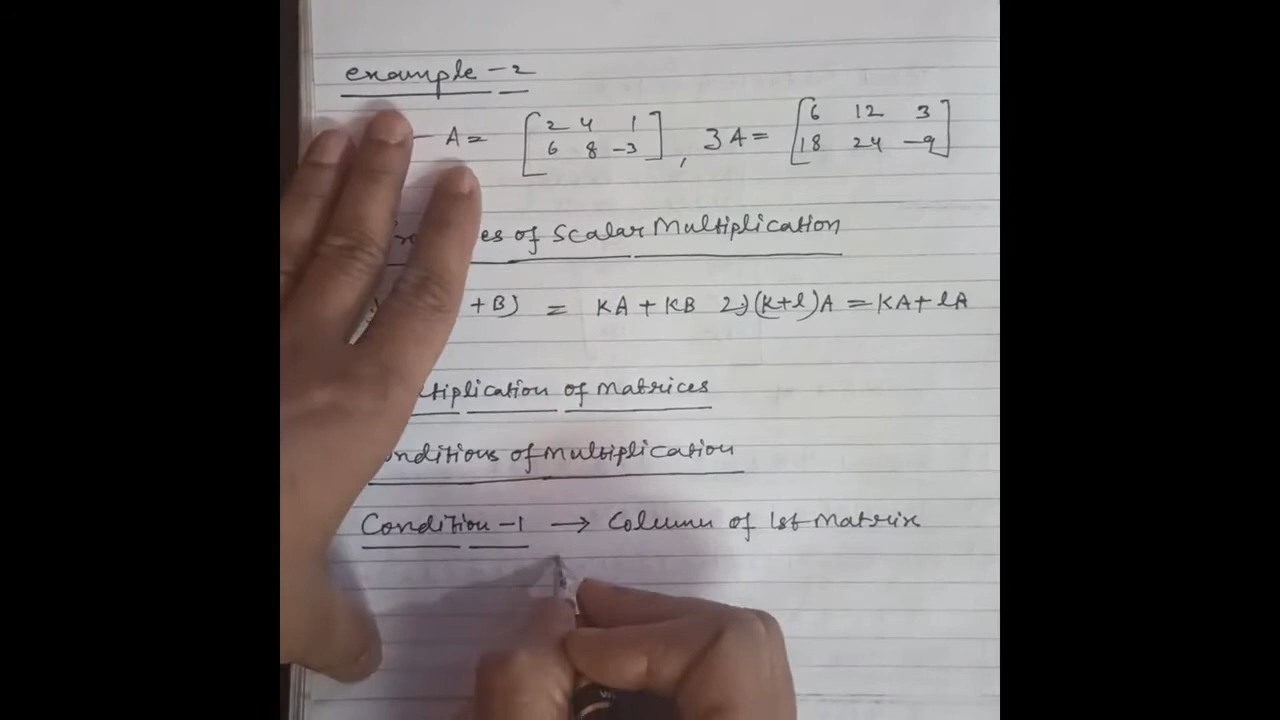 example -2
- A = [2 4 1 , 3A = [6 12 3
6 8 -3] 18 24 -9]
es of Scalar Multiplication
+B) = KA + KB 2) (K+l)A = KA + lA
tiplication of Matrices
onditions of Multiplication
Condition -1 → Column of 1st Matrix